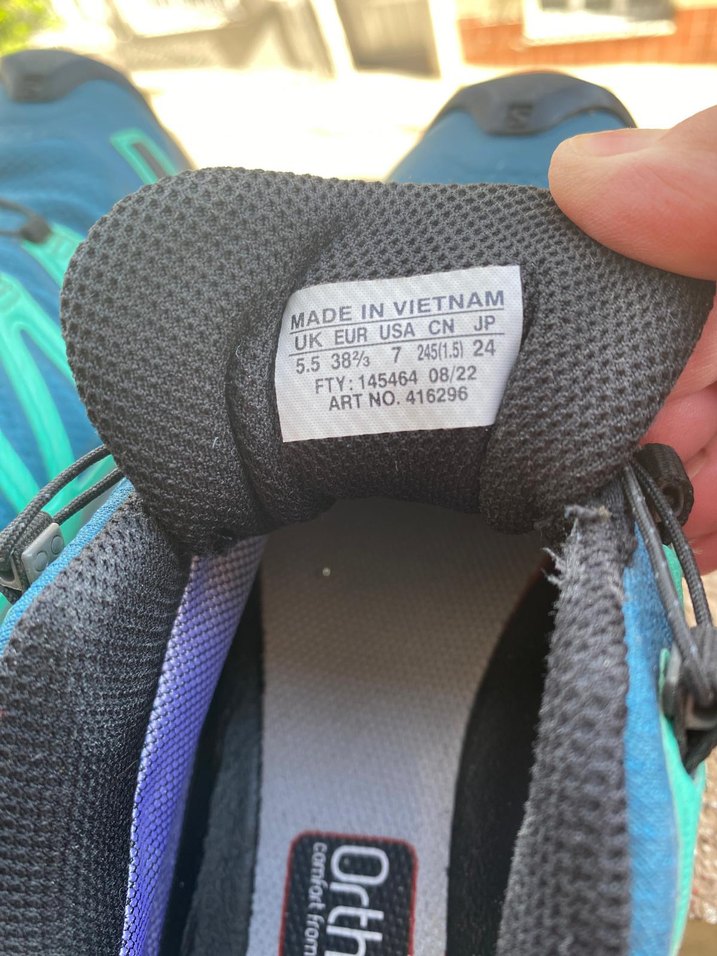 MADE IN VIETNAM
UK EUR USA CN JP
5.5 38⅔ 7 245(1.5) 24
FTY: 145464 08/22
ART NO. 416296
Orth
comfort from